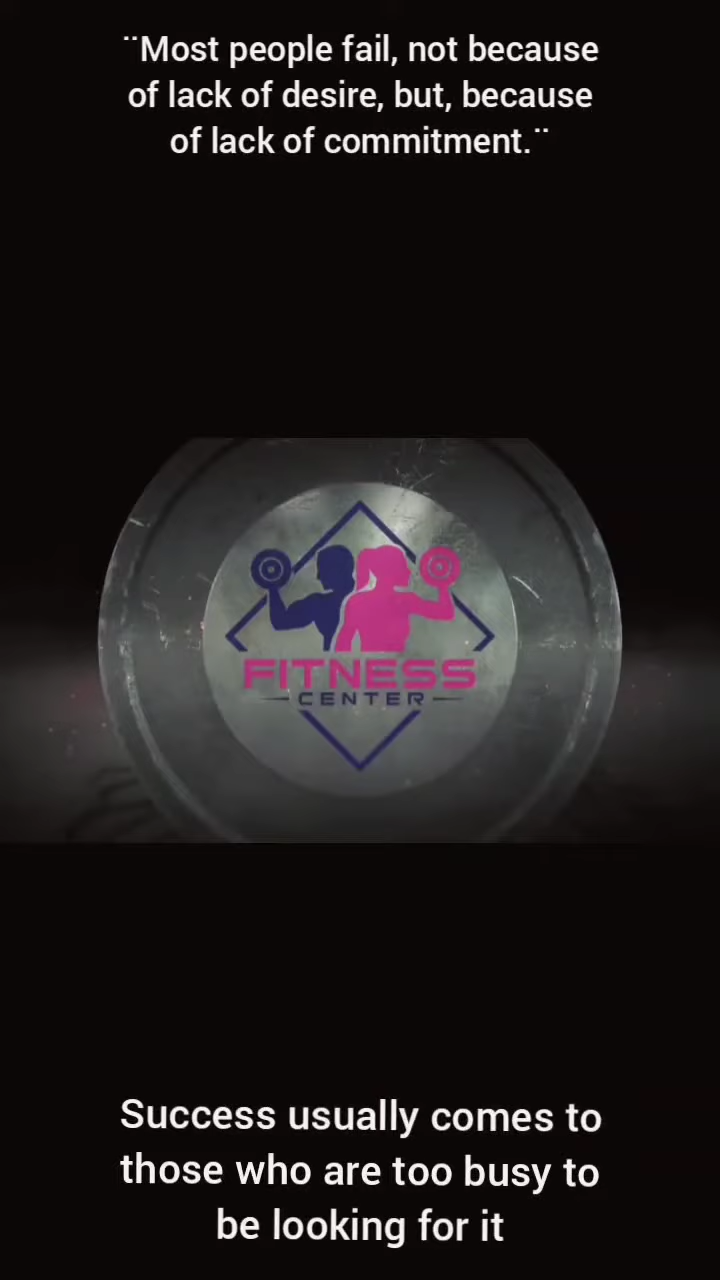 ¨Most people fail, not because
of lack of desire, but, because
of lack of commitment.¨
FITNESS
CENTER
Success usually comes to
those who are too busy to
be looking for it